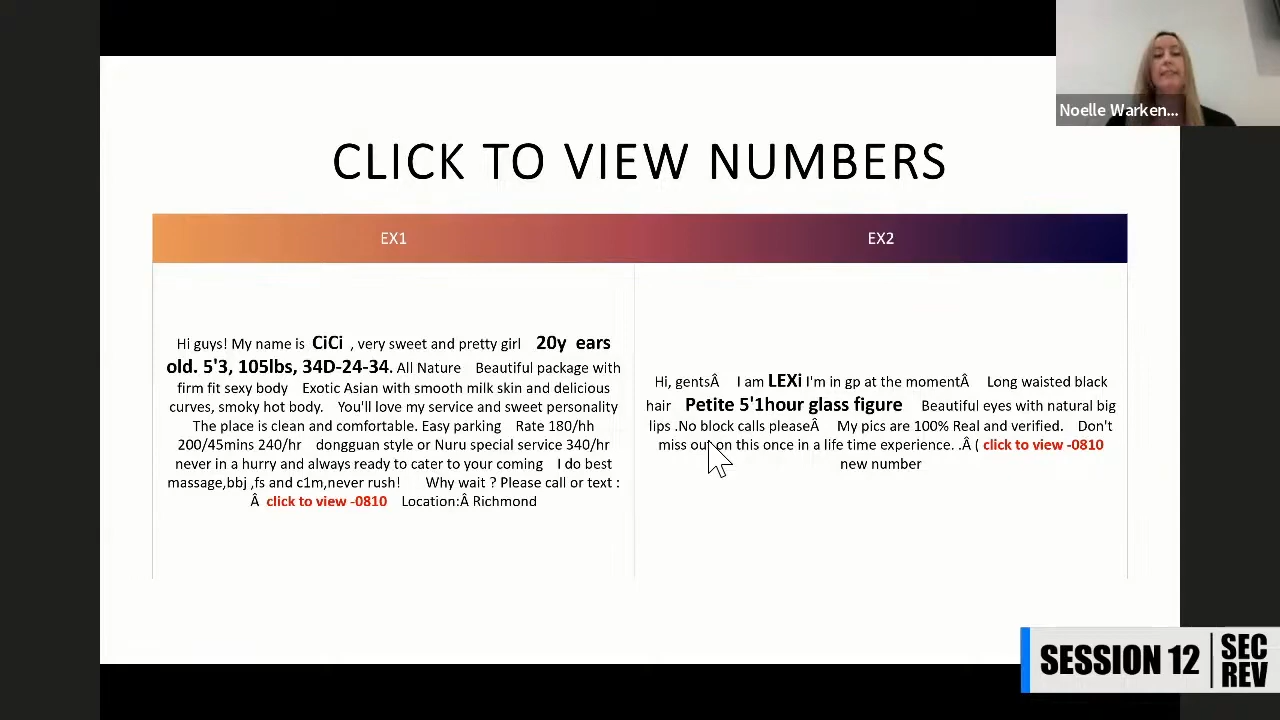 Noelle Warken...
CLICK TO VIEW NUMBERS
EX1
EX2
Hi guys! My name is CiCi , very sweet and pretty girl 20y ears
old. 5'3, 105lbs, 34D-24-34. All Nature Beautiful package with
firm fit sexy body Exotic Asian with smooth milk skin and delicious
curves, smoky hot body. You'll love my service and sweet personality
The place is clean and comfortable. Easy parking Rate 180/hh
200/45mins 240/hr dongguan style or Nuru special service 340/hr
never in a hurry and always ready to cater to your coming I do best
massage,bbj ,fs and c1m,never rush! Why wait ? Please call or text :
Â click to view -0810 Location:Â Richmond
Hi, gentsÂ I am LEXi I'm in gp at the momentÂ Long waisted black
hair Petite 5'1hour glass figure Beautiful eyes with natural big
lips .No block calls pleaseÂ My pics are 100% Real and verified. Don't
miss out on this once in a life time experience. .Â ( click to view -0810
new number
SESSION 12
SEC
REV